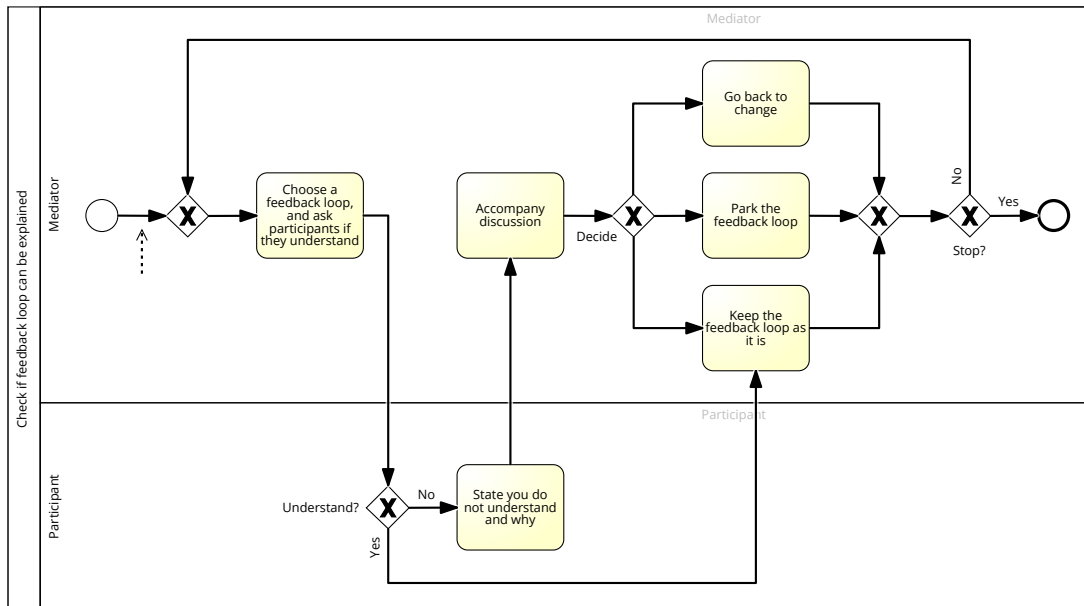 Check if feedback loop can be explained
Mediator
Mediator
Choose a
feedback loop,
and ask
participants if
they understand
Accompany
discussion
Decide
Go back to
change
Park the
feedback loop
Keep the
feedback loop as
it is
No
Yes
Stop?
Participant
Participant
Understand?
No
Yes
State you do
not understand
and why